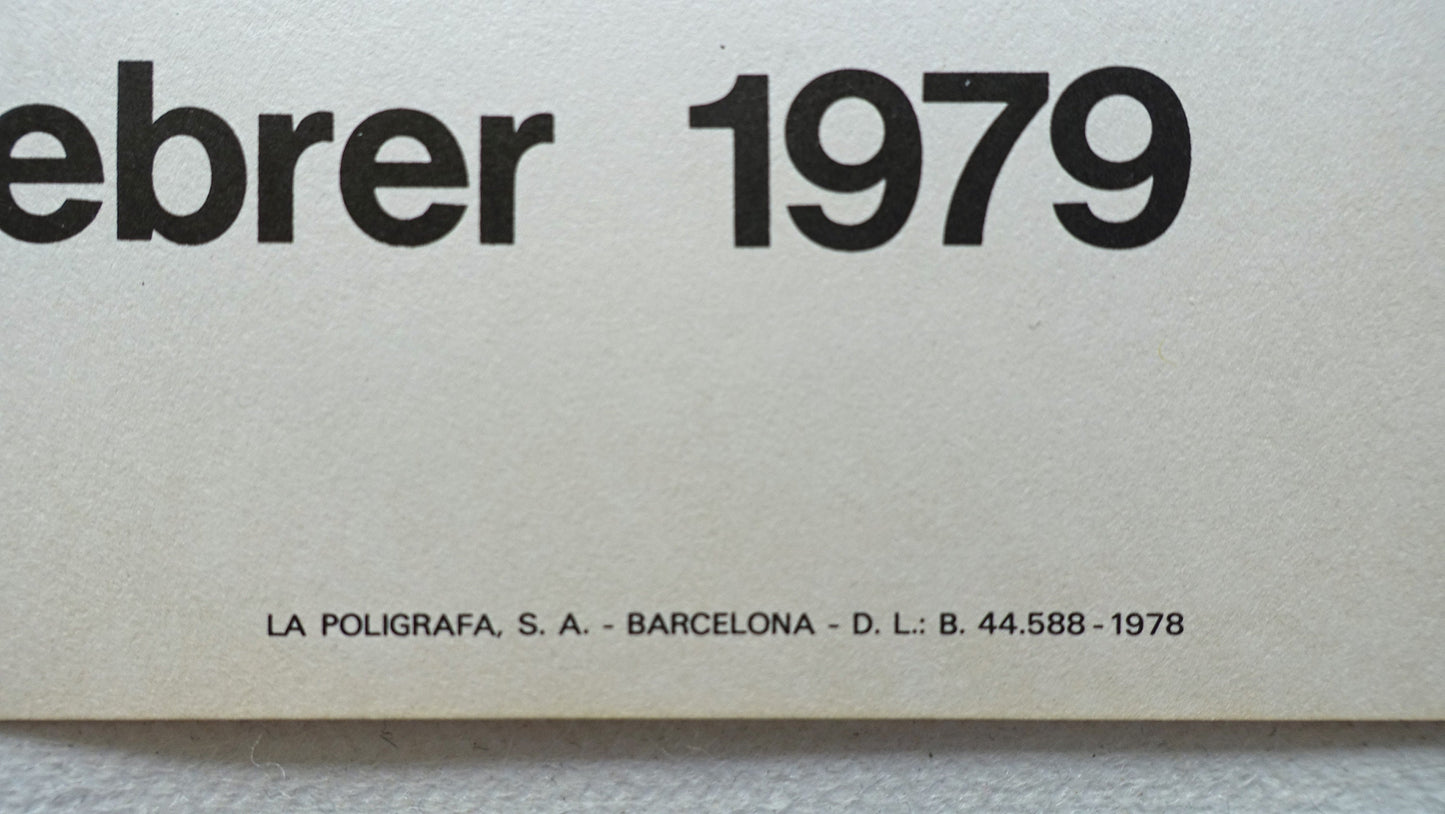 ebrer 1979
LA POLIGRAFA, S. A. - BARCELONA - D. L.: B. 44.588 - 1978